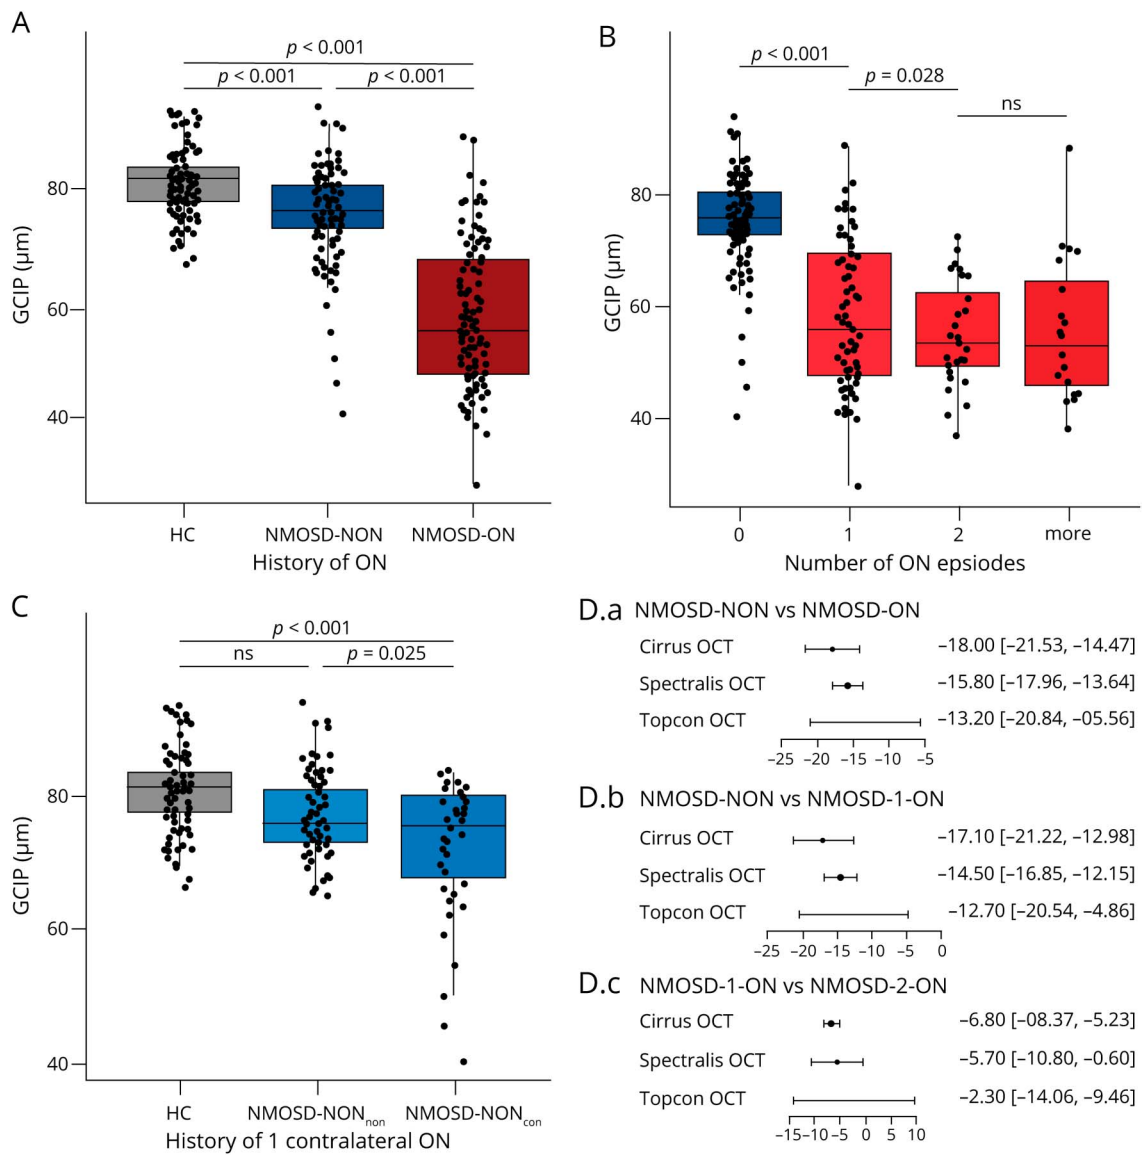 A
p < 0.001
p < 0.001 p < 0.001
80
60
40
GCIP (μm)
HC NMOSD-NON NMOSD-ON
History of ON
B
p < 0.001
p = 0.028
ns
80
60
40
GCIP (μm)
0 1 2 more
Number of ON epsiodes
C
p < 0.001
ns p = 0.025
80
60
40
GCIP (μm)
HC NMOSD-NONnon NMOSD-NONcon
History of 1 contralateral ON
D.a NMOSD-NON vs NMOSD-ON
Cirrus OCT –18.00 [–21.53, –14.47]
Spectralis OCT –15.80 [–17.96, –13.64]
Topcon OCT –13.20 [–20.84, –05.56]
–25 –20 –15 –10 –5
D.b NMOSD-NON vs NMOSD-1-ON
Cirrus OCT –17.10 [–21.22, –12.98]
Spectralis OCT –14.50 [–16.85, –12.15]
Topcon OCT –12.70 [–20.54, –4.86]
–25 –20 –15 –10 –5 0
D.c NMOSD-1-ON vs NMOSD-2-ON
Cirrus OCT –6.80 [–08.37, –5.23]
Spectralis OCT –5.70 [–10.80, –0.60]
Topcon OCT –2.30 [–14.06, –9.46]
–15 –10 –5 0 5 10